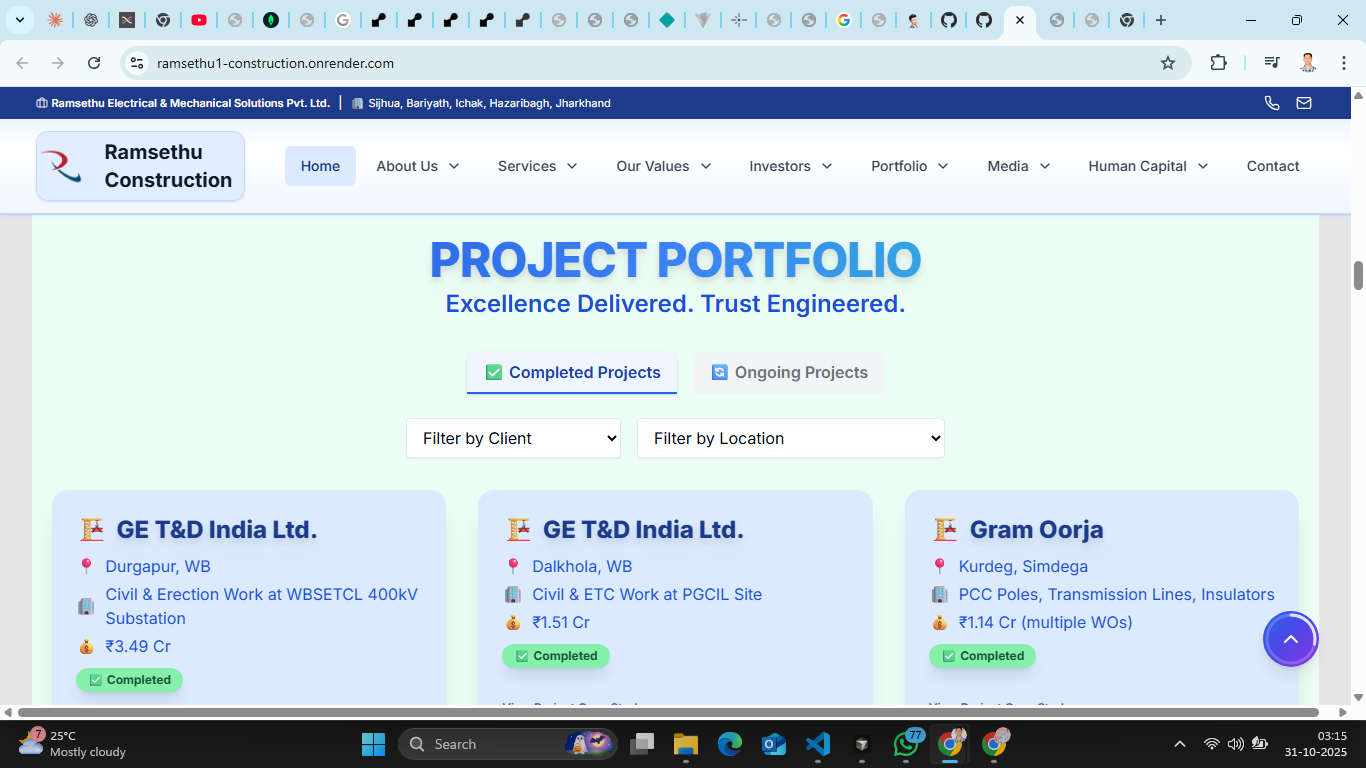 ramsethu1-construction.onrender.com
Ramsethu Electrical & Mechanical Solutions Pvt. Ltd. | Sijhua, Bariyath, Ichak, Hazaribagh, Jharkhand
Ramsethu
Construction
Home
About Us
Services
Our Values
Investors
Portfolio
Media
Human Capital
Contact
PROJECT PORTFOLIO
Excellence Delivered. Trust Engineered.
Completed Projects
Ongoing Projects
Filter by Client
Filter by Location
GE T&D India Ltd.
Durgapur, WB
Civil & Erection Work at WBSETCL 400kV
Substation
₹3.49 Cr
Completed
GE T&D India Ltd.
Dalkhola, WB
Civil & ETC Work at PGCIL Site
₹1.51 Cr
Completed
Gram Oorja
Kurdeg, Simdega
PCC Poles, Transmission Lines, Insulators
₹1.14 Cr (multiple WOs)
Completed
7
25°C
Mostly cloudy
Search
77
03:15
31-10-2025